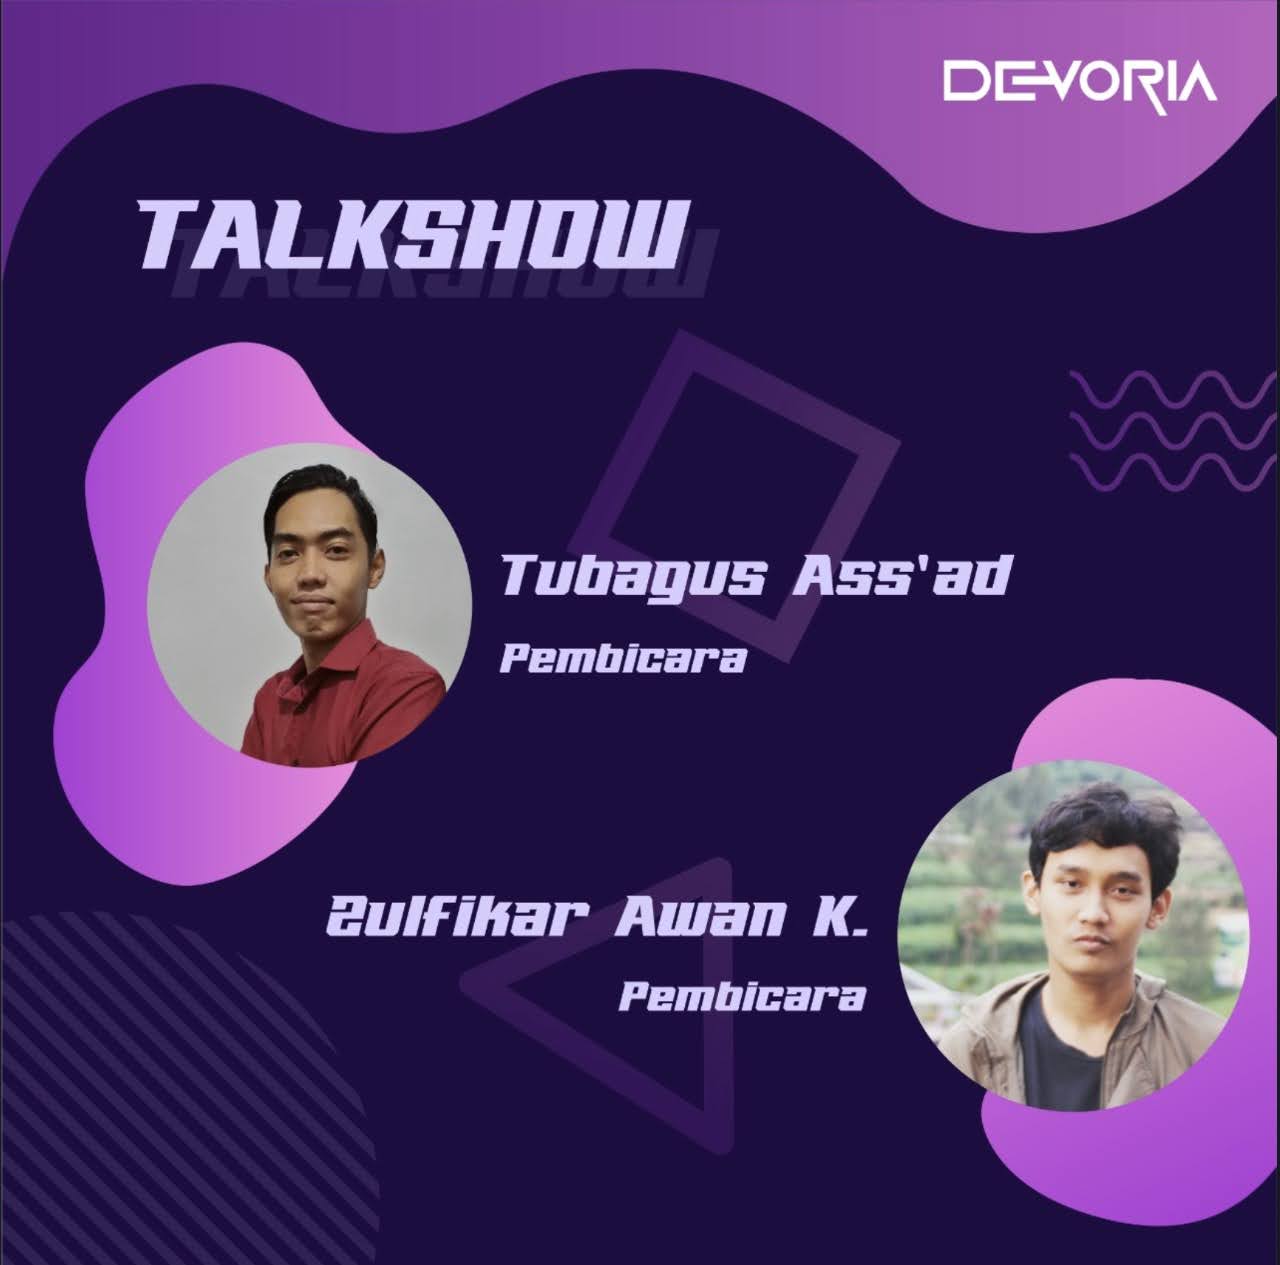 DEVORIA
TALKSHOW
Tubagus Ass'ad
Pembicara
Zulfikar Awan K.
Pembicara